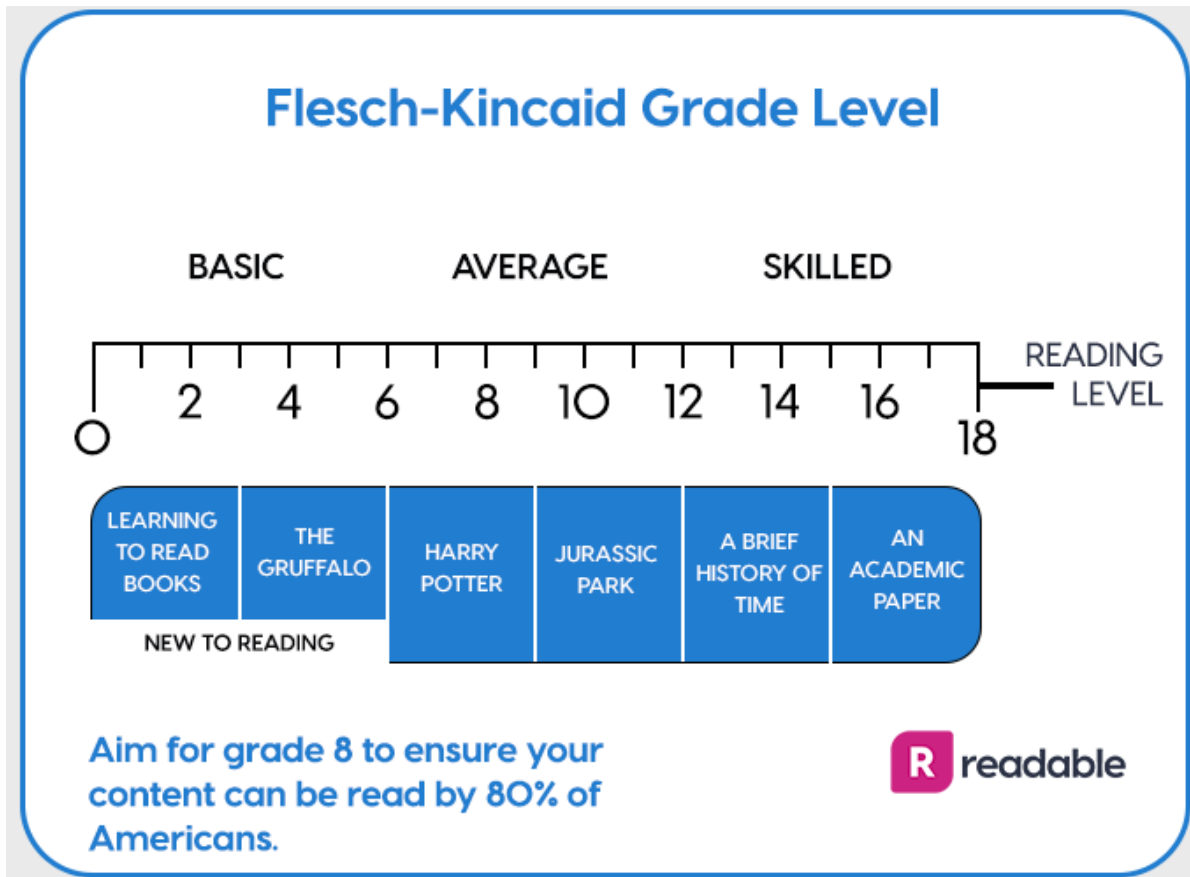 Flesch-Kincaid Grade Level
BASIC AVERAGE SKILLED
READING
LEVEL
0 2 4 6 8 10 12 14 16 18
LEARNING
TO READ
BOOKS
THE
GRUFFALO
HARRY
POTTER
JURASSIC
PARK
A BRIEF
HISTORY OF
TIME
AN
ACADEMIC
PAPER
NEW TO READING
Aim for grade 8 to ensure your
content can be read by 80% of
Americans.
R readable